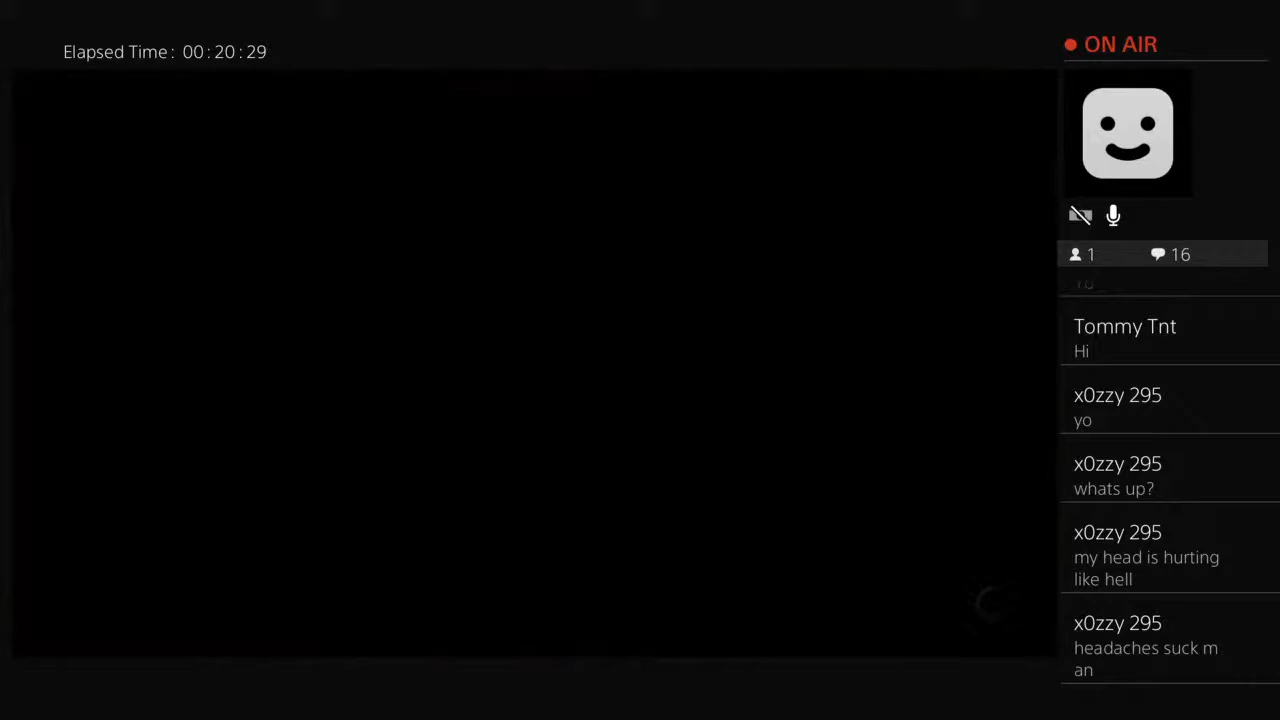 Elapsed Time: 00:20:29
ON AIR
1 16
Tommy Tnt
Hi
x0zzy 295
yo
x0zzy 295
whats up?
x0zzy 295
my head is hurting
like hell
x0zzy 295
headaches suck m
an